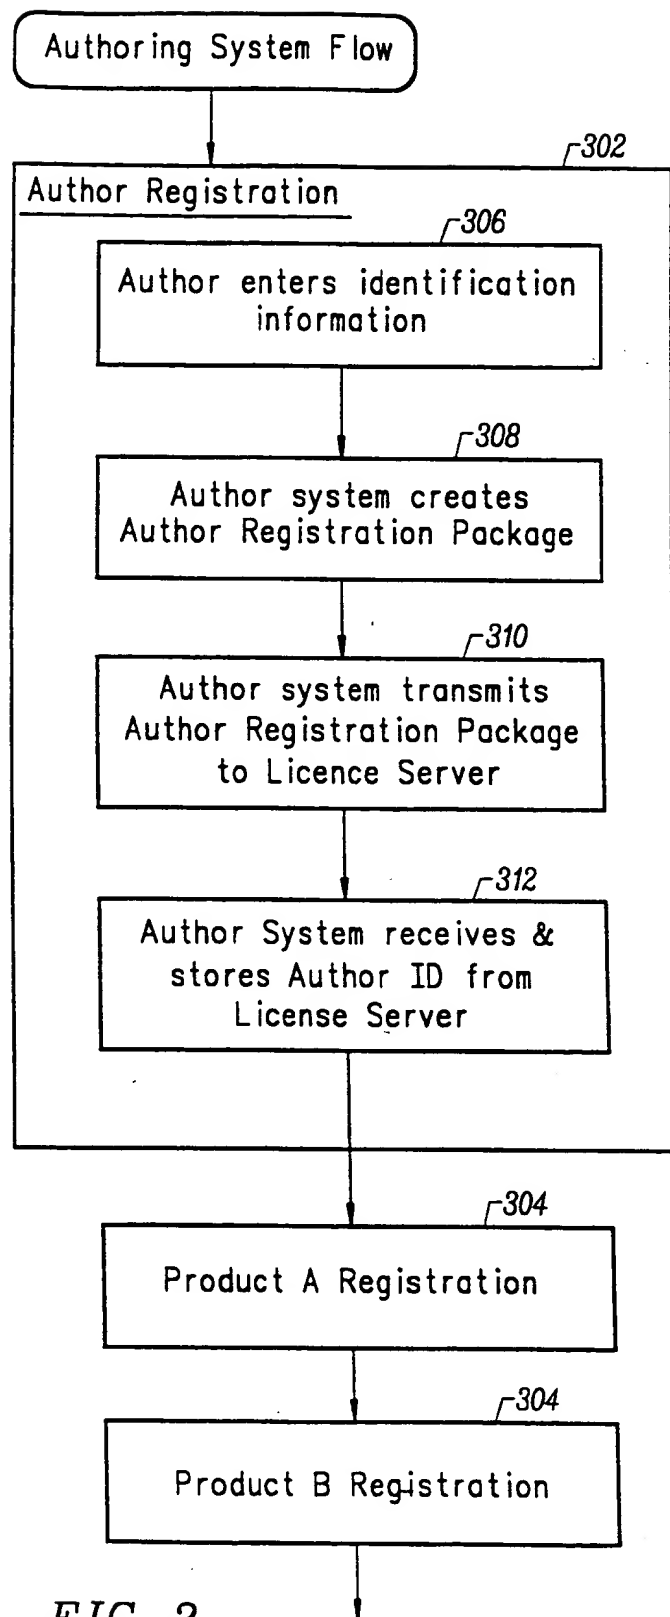 Authoring System Flow
302
Author Registration
306
Author enters identification
information
308
Author system creates
Author Registration Package
310
Author system transmits
Author Registration Package
to Licence Server
312
Author System receives &
stores Author ID from
License Server
304
Product A Registration
304
Product B Registration
FIG.